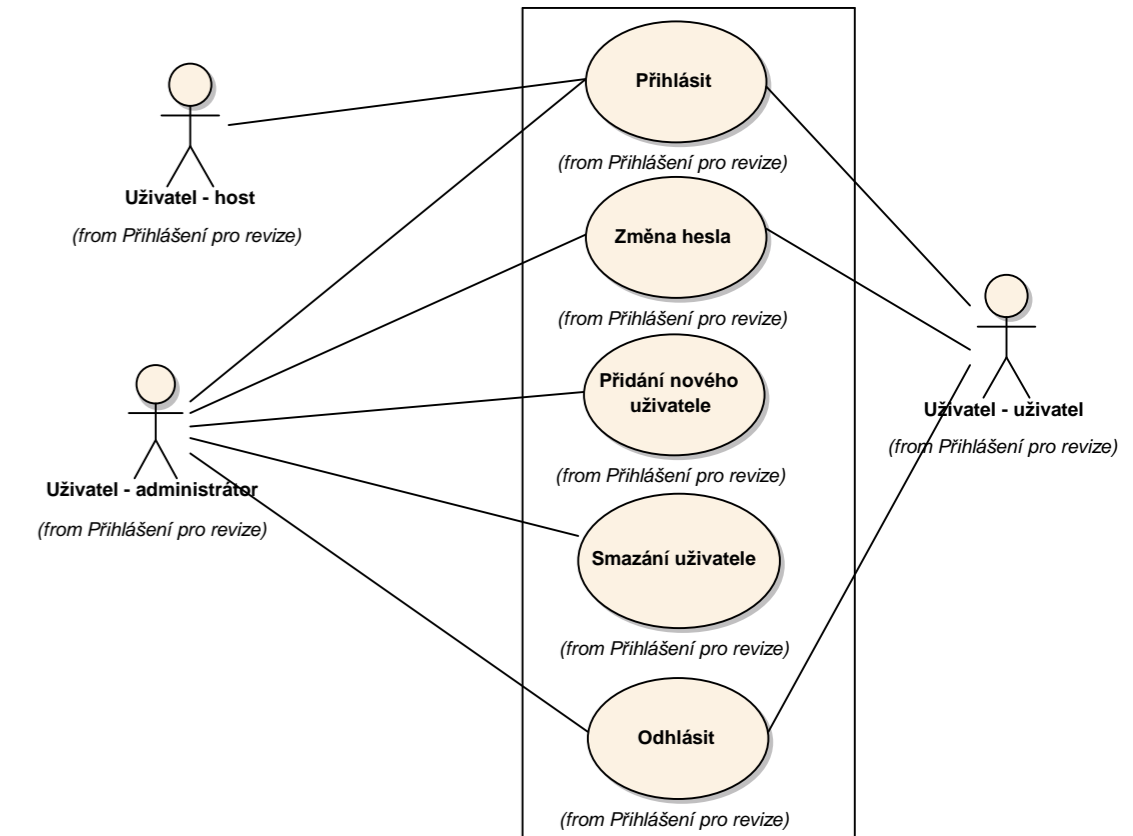 Přihlásit
(from Přihlášení pro revize)
Uživatel - host
(from Přihlášení pro revize)
Změna hesla
(from Přihlášení pro revize)
Přidání nového
uživatele
(from Přihlášení pro revize)
Uživatel - uživatel
(from Přihlášení pro revize)
Uživatel - administrátor
(from Přihlášení pro revize)
Smazání uživatele
(from Přihlášení pro revize)
Odhlásit
(from Přihlášení pro revize)